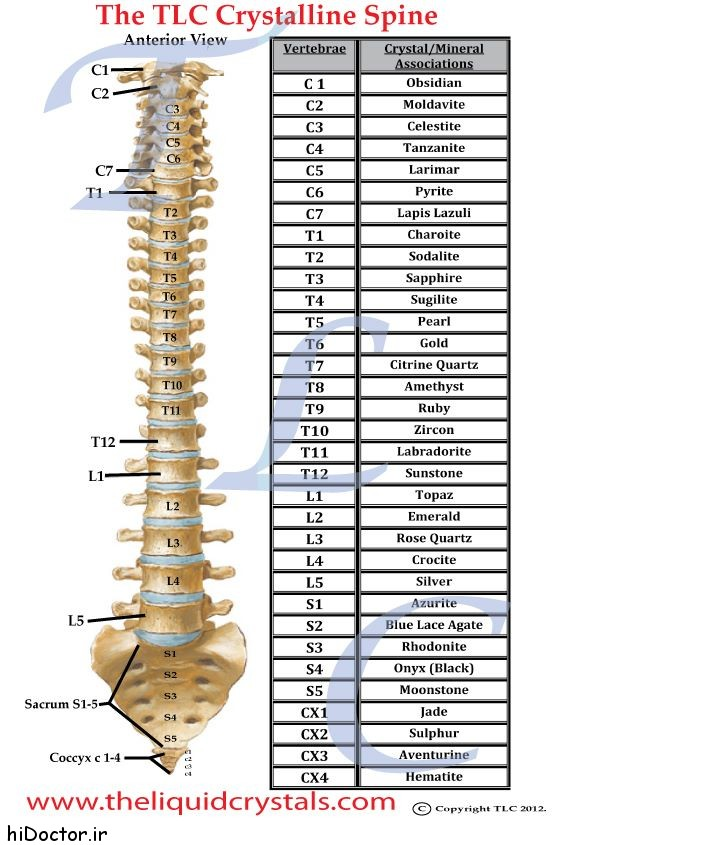 The TLC Crystalline Spine
Anterior View
C1
C2
C3
C4
C5
C6
C7
T1
T2
T3
T4
T5
T6
T7
T8
T9
T10
T11
T12
L1
L2
L3
L4
L5
S1
S2
S3
S4
S5
Sacrum S1-5
Coccyx c 1-4
c1
c2
c3
c4
Vertebrae Crystal/Mineral Associations
C 1 Obsidian
C2 Moldavite
C3 Celestite
C4 Tanzanite
C5 Larimar
C6 Pyrite
C7 Lapis Lazuli
T1 Charoite
T2 Sodalite
T3 Sapphire
T4 Sugilite
T5 Pearl
T6 Gold
T7 Citrine Quartz
T8 Amethyst
T9 Ruby
T10 Zircon
T11 Labradorite
T12 Sunstone
L1 Topaz
L2 Emerald
L3 Rose Quartz
L4 Crocite
L5 Silver
S1 Azurite
S2 Blue Lace Agate
S3 Rhodonite
S4 Onyx (Black)
S5 Moonstone
CX1 Jade
CX2 Sulphur
CX3 Aventurine
CX4 Hematite
TLC
www.theliquidcrystals.com
© Copyright TLC 2012.
hiDoctor.ir